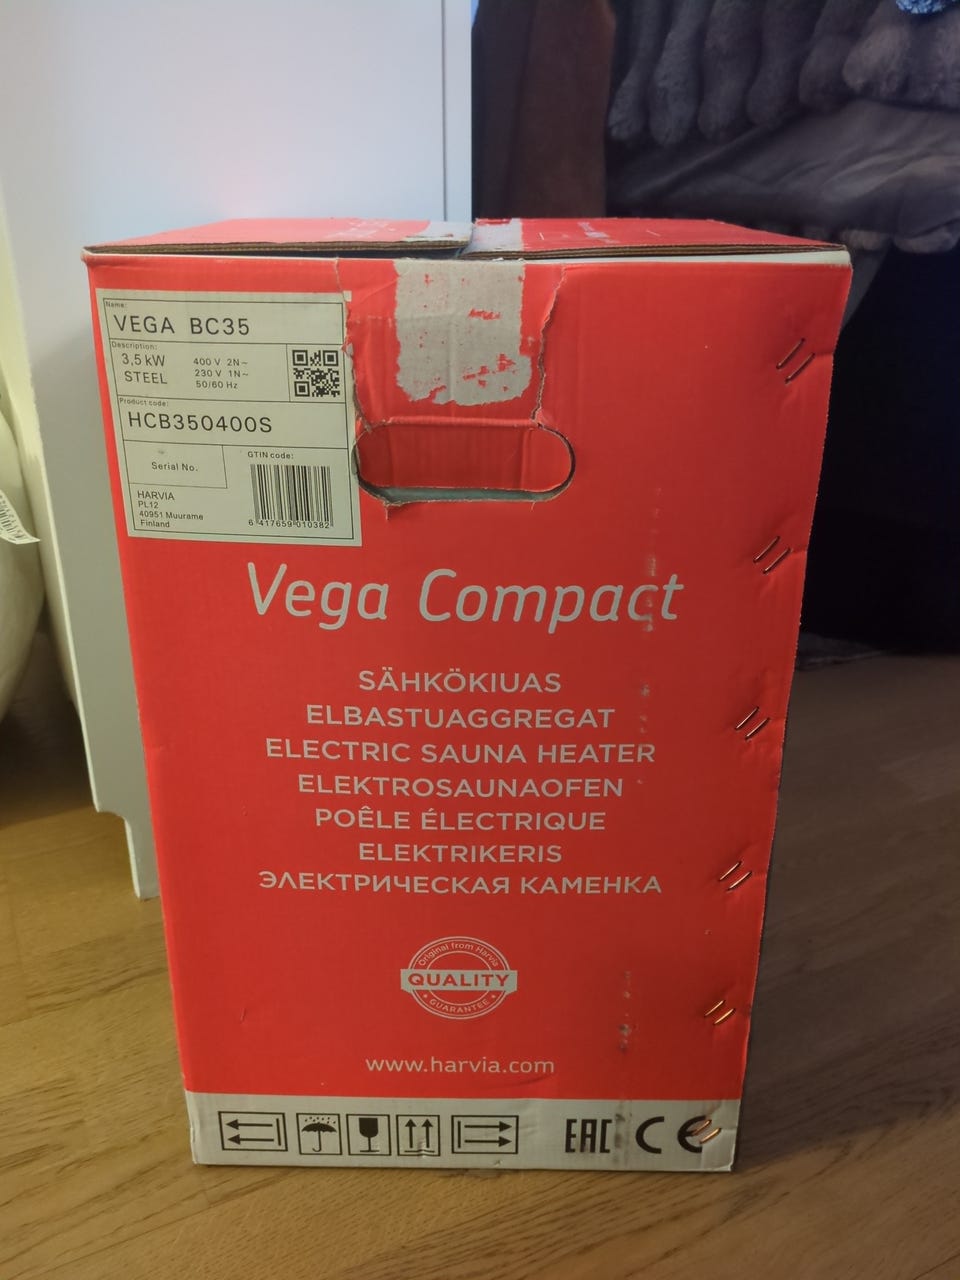 Name:
VEGA BC35
Description:
3,5 kW
STEEL
400 V 2N~
230 V 1N~
50/60 Hz
Product code:
HCB350400S
Serial No.
GTIN code:
HARVIA
PL12
40951 Muurame
Finland
6 417659 010382
Vega Compact
SÄHKÖKIUAS
ELBASTUAGGREGAT
ELECTRIC SAUNA HEATER
ELEKTROSAUNAOFEN
POÊLE ÉLECTRIQUE
ELEKTRIKERIS
ЭЛЕКТРИЧЕСКАЯ КАМЕНКА
Original from Harvia
QUALITY
GUARANTEE
www.harvia.com
EAC CE